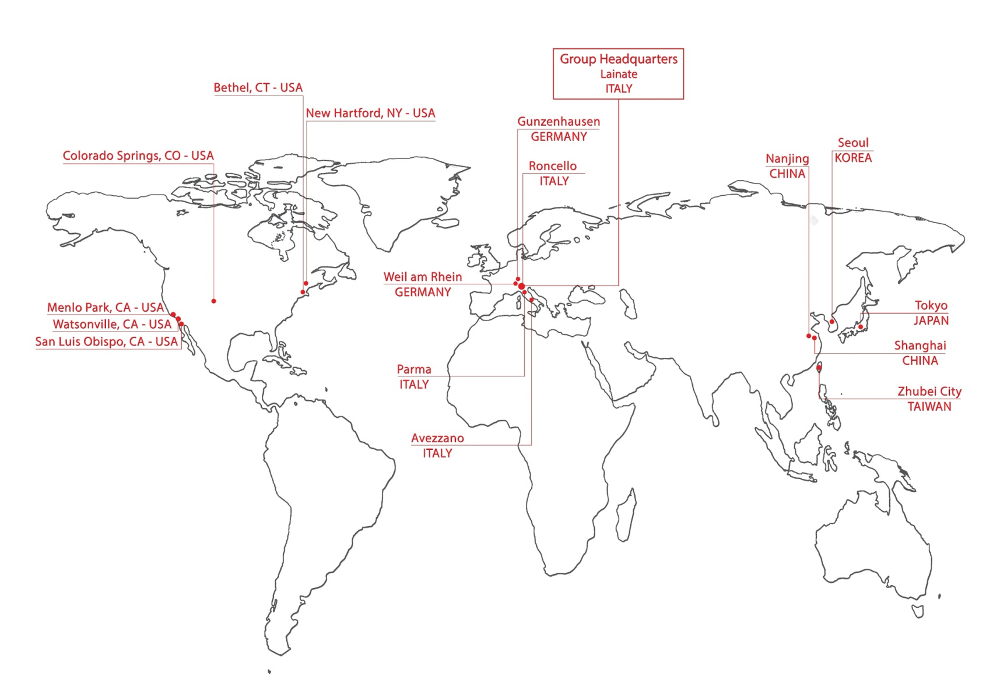 Group Headquarters
Lainate
ITALY
Bethel, CT - USA
New Hartford, NY - USA
Gunzenhausen
GERMANY
Seoul
KOREA
Colorado Springs, CO - USA
Nanjing
CHINA
Roncello
ITALY
Weil am Rhein
GERMANY
Menlo Park, CA - USA
Watsonville, CA - USA
San Luis Obispo, CA - USA
Tokyo
JAPAN
Shanghai
CHINA
Parma
ITALY
Zhubei City
TAIWAN
Avezzano
ITALY